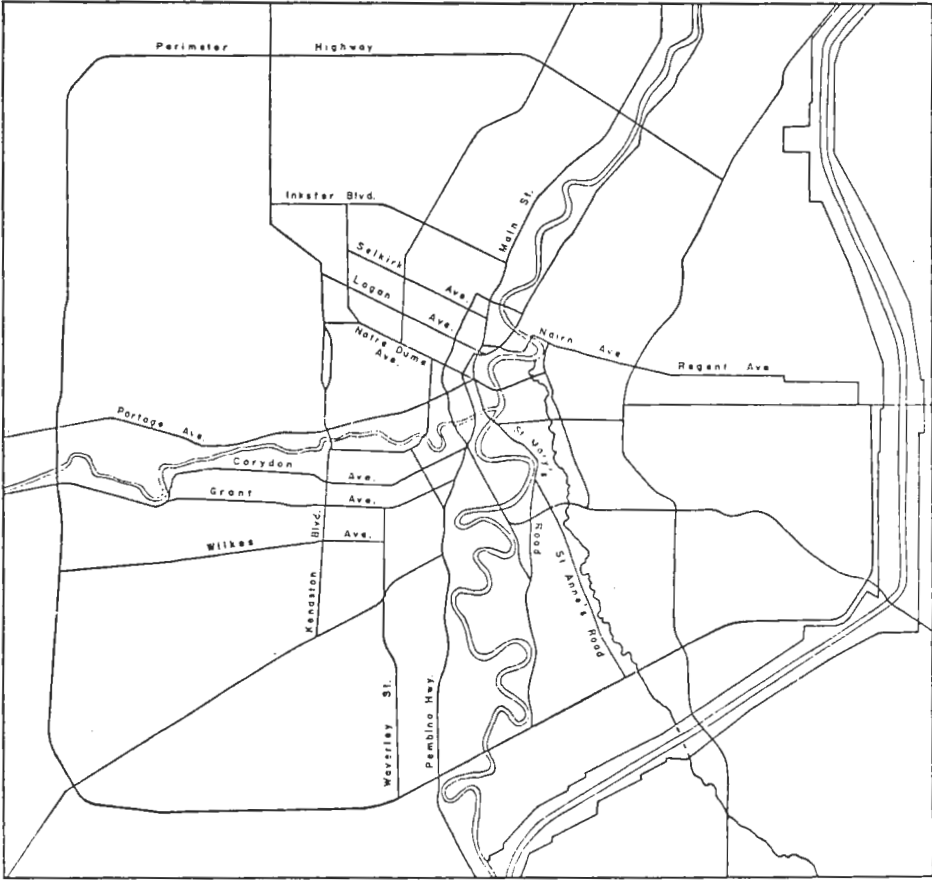 Perimeter Highway
Inkster Blvd.
Main St.
Selkirk Ave.
Logan Ave.
Notre Dume Ave.
Nairn Ave
Regent Ave
Portage Ave.
Corydon Ave.
Grant Ave.
Wilkes Ave.
Kenaston Blvd.
St Mary's Road
St Anne's Road
Waverley St.
Pembina Hwy.